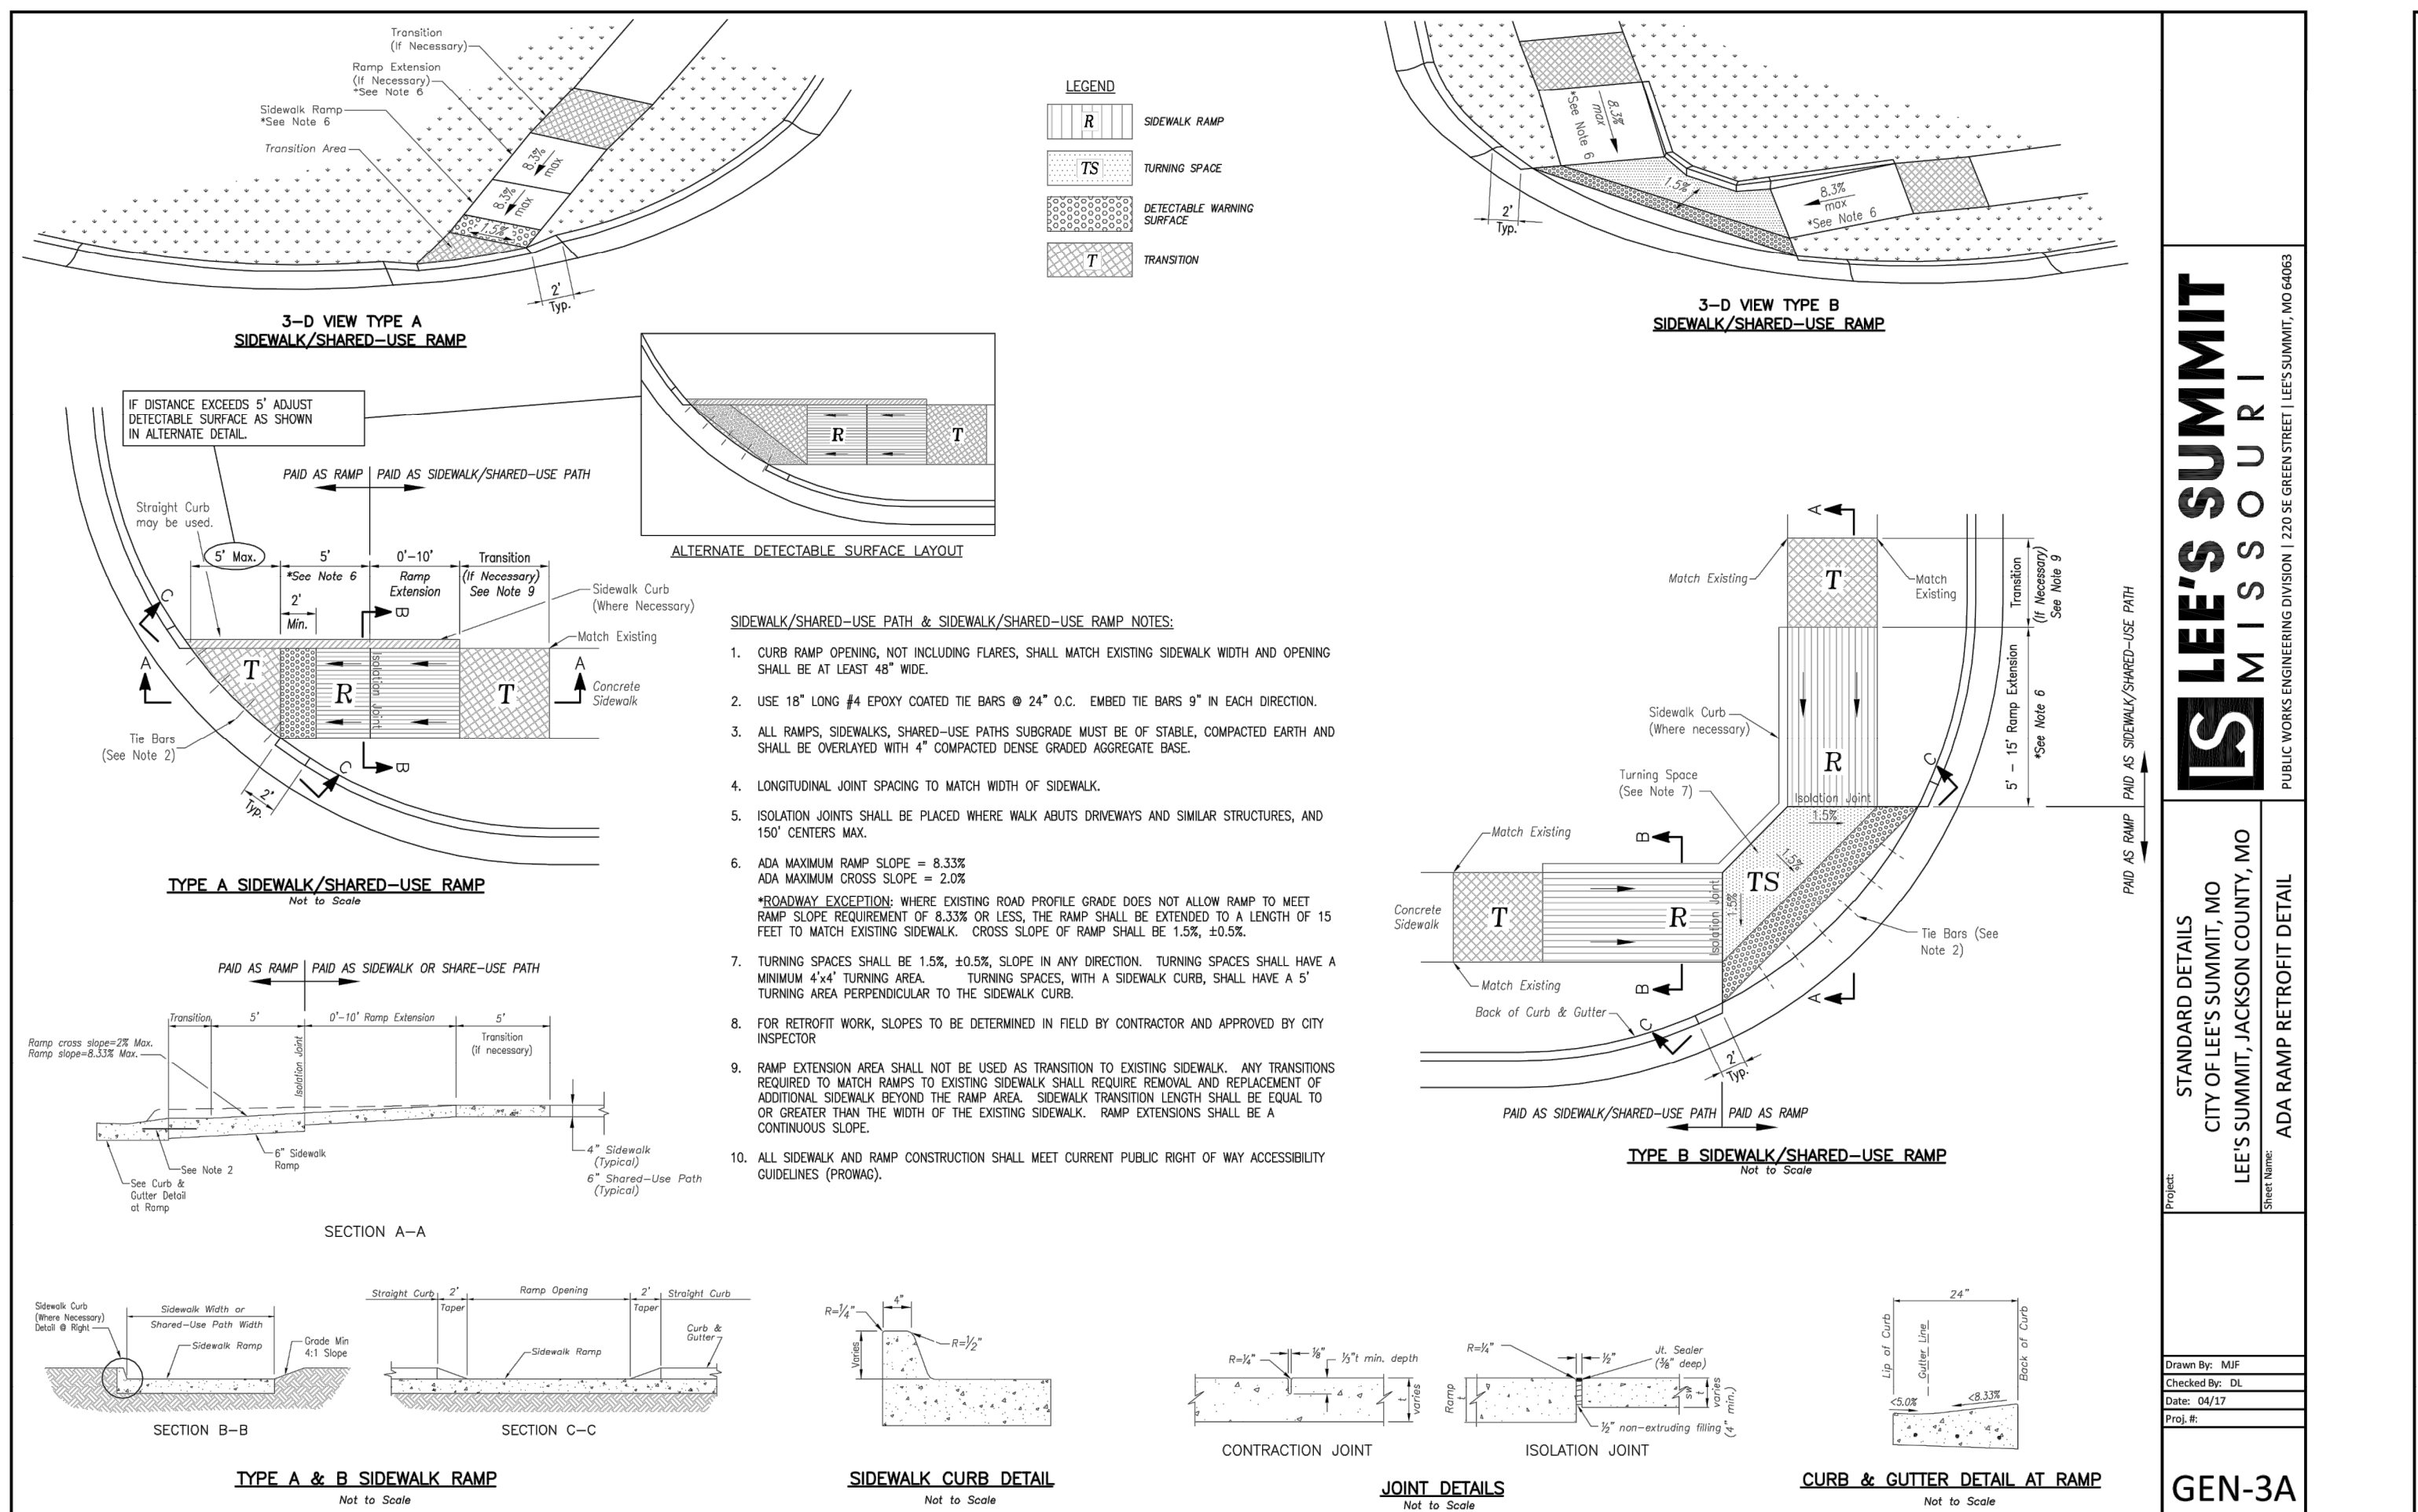 Transition
(If Necessary)
Ramp Extension
(If Necessary)
*See Note 6
Sidewalk Ramp
*See Note 6
Transition Area
8.3%
max
8.3%
max
1.5%
2'
Typ.
3-D VIEW TYPE A
SIDEWALK/SHARED-USE RAMP
LEGEND
R
SIDEWALK RAMP
TS
TURNING SPACE
DETECTABLE WARNING
SURFACE
T
TRANSITION
8.3%
max
*See Note 6
1.5%
8.3%
max
*See Note 6
2'
Typ.
3-D VIEW TYPE B
SIDEWALK/SHARED-USE RAMP
IF DISTANCE EXCEEDS 5' ADJUST
DETECTABLE SURFACE AS SHOWN
IN ALTERNATE DETAIL.
R
T
ALTERNATE DETECTABLE SURFACE LAYOUT
PAID AS RAMP
PAID AS SIDEWALK/SHARED-USE PATH
Straight Curb
may be used.
5' Max.
5'
*See Note 6
0'-10'
Ramp
Extension
Transition
(If Necessary)
See Note 9
2'
Min.
B
Sidewalk Curb
(Where Necessary)
Match Existing
C
A
T
R
Isolation Joint
T
A
Concrete
Sidewalk
Tie Bars
(See Note 2)
C
B
2'
Typ.
TYPE A SIDEWALK/SHARED-USE RAMP
Not to Scale
SIDEWALK/SHARED-USE PATH & SIDEWALK/SHARED-USE RAMP NOTES:
1. CURB RAMP OPENING, NOT INCLUDING FLARES, SHALL MATCH EXISTING SIDEWALK WIDTH AND OPENING
SHALL BE AT LEAST 48" WIDE.
2. USE 18" LONG #4 EPOXY COATED TIE BARS @ 24" O.C. EMBED TIE BARS 9" IN EACH DIRECTION.
3. ALL RAMPS, SIDEWALKS, SHARED-USE PATHS SUBGRADE MUST BE OF STABLE, COMPACTED EARTH AND
SHALL BE OVERLAYED WITH 4" COMPACTED DENSE GRADED AGGREGATE BASE.
4. LONGITUDINAL JOINT SPACING TO MATCH WIDTH OF SIDEWALK.
5. ISOLATION JOINTS SHALL BE PLACED WHERE WALK ABUTS DRIVEWAYS AND SIMILAR STRUCTURES, AND
150' CENTERS MAX.
6. ADA MAXIMUM RAMP SLOPE = 8.33%
ADA MAXIMUM CROSS SLOPE = 2.0%
*ROADWAY EXCEPTION: WHERE EXISTING ROAD PROFILE GRADE DOES NOT ALLOW RAMP TO MEET
RAMP SLOPE REQUIREMENT OF 8.33% OR LESS, THE RAMP SHALL BE EXTENDED TO A LENGTH OF 15
FEET TO MATCH EXISTING SIDEWALK. CROSS SLOPE OF RAMP SHALL BE 1.5%, ±0.5%.
7. TURNING SPACES SHALL BE 1.5%, ±0.5%, SLOPE IN ANY DIRECTION. TURNING SPACES SHALL HAVE A
MINIMUM 4'x4' TURNING AREA. TURNING SPACES, WITH A SIDEWALK CURB, SHALL HAVE A 5'
TURNING AREA PERPENDICULAR TO THE SIDEWALK CURB.
8. FOR RETROFIT WORK, SLOPES TO BE DETERMINED IN FIELD BY CONTRACTOR AND APPROVED BY CITY
INSPECTOR
9. RAMP EXTENSION AREA SHALL NOT BE USED AS TRANSITION TO EXISTING SIDEWALK. ANY TRANSITIONS
REQUIRED TO MATCH RAMPS TO EXISTING SIDEWALK SHALL REQUIRE REMOVAL AND REPLACEMENT OF
ADDITIONAL SIDEWALK BEYOND THE RAMP AREA. SIDEWALK TRANSITION LENGTH SHALL BE EQUAL TO
OR GREATER THAN THE WIDTH OF THE EXISTING SIDEWALK. RAMP EXTENSIONS SHALL BE A
CONTINUOUS SLOPE.
10. ALL SIDEWALK AND RAMP CONSTRUCTION SHALL MEET CURRENT PUBLIC RIGHT OF WAY ACCESSIBILITY
GUIDELINES (PROWAG).
A
Match Existing
T
Match
Existing
Transition
(If Necessary)
See Note 9
5' - 15' Ramp Extension
*See Note 6
PAID AS SIDEWALK/SHARED-USE PATH
PAID AS RAMP
Sidewalk Curb
(Where necessary)
R
C
Turning Space
(See Note 7)
Isolation Joint
1.5%
Match Existing
B
1.5%
TS
1.5%
Isolation Joint
Concrete
Sidewalk
T
R
Tie Bars (See
Note 2)
Match Existing
B
A
Back of Curb & Gutter
C
2'
Typ.
PAID AS SIDEWALK/SHARED-USE PATH
PAID AS RAMP
TYPE B SIDEWALK/SHARED-USE RAMP
Not to Scale
PAID AS RAMP
PAID AS SIDEWALK OR SHARE-USE PATH
Transition
5'
0'-10' Ramp Extension
5'
Transition
(if necessary)
Ramp cross slope=2% Max.
Ramp slope=8.33% Max.
Isolation Joint
See Note 2
6" Sidewalk
Ramp
4" Sidewalk
(Typical)
6" Shared-Use Path
(Typical)
See Curb &
Gutter Detail
at Ramp
SECTION A-A
Sidewalk Curb
(Where Necessary)
Detail @ Right
Sidewalk Width or
Shared-Use Path Width
Sidewalk Ramp
Grade Min
4:1 Slope
SECTION B-B
Straight Curb
2'
Taper
Ramp Opening
2'
Taper
Straight Curb
Curb &
Gutter
Sidewalk Ramp
SECTION C-C
TYPE A & B SIDEWALK RAMP
Not to Scale
4"
R=1/4"
R=1/2"
Varies
SIDEWALK CURB DETAIL
Not to Scale
R=1/4"
1/8"
1/3"t min. depth
t
varies
CONTRACTION JOINT
R=1/4"
1/2"
Jt. Sealer
(3/8" deep)
Ramp
t
sw
t
varies
(4" min.)
1/2" non-extruding filling
ISOLATION JOINT
JOINT DETAILS
Not to Scale
24"
Lip of Curb
Gutter Line
Back of Curb
<5.0%
<8.33%
CURB & GUTTER DETAIL AT RAMP
Not to Scale
LS
LEE'S SUMMIT
MISSOURI
PUBLIC WORKS ENGINEERING DIVISION | 220 SE GREEN STREET | LEE'S SUMMIT, MO 64063
Project:
STANDARD DETAILS
CITY OF LEE'S SUMMIT, MO
LEE'S SUMMIT, JACKSON COUNTY, MO
Sheet Name:
ADA RAMP RETROFIT DETAIL
Drawn By: MJF
Checked By: DL
Date: 04/17
Proj. #:
GEN-3A